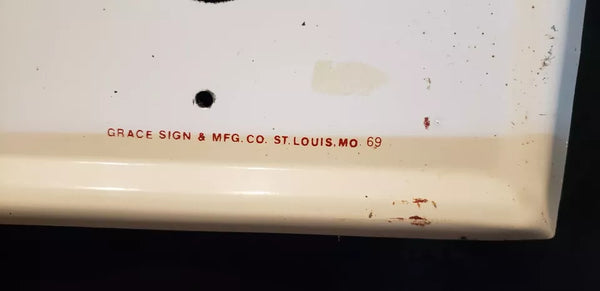 GRACE SIGN & MFG. CO. ST. LOUIS, MO 69